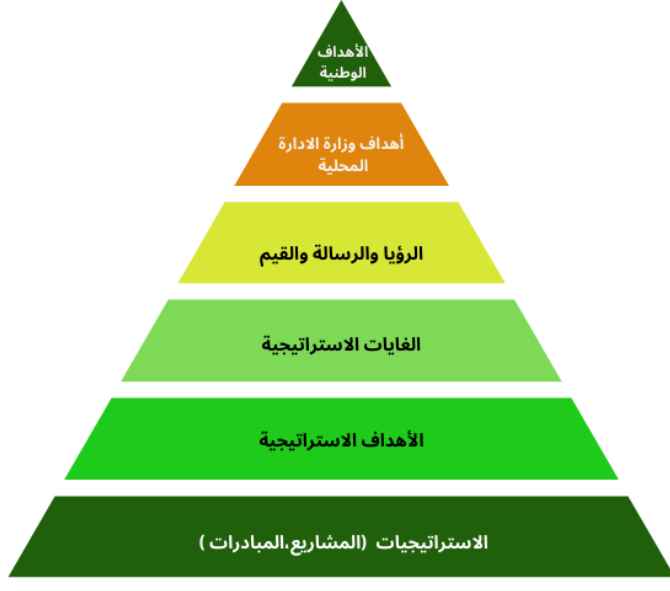 الأهداف
الوطنية
أهداف وزارة الادارة
المحلية
الرؤيا والرسالة والقيم
الغايات الاستراتيجية
الأهداف الاستراتيجية
الاستراتيجيات (المشاريع،المبادرات )